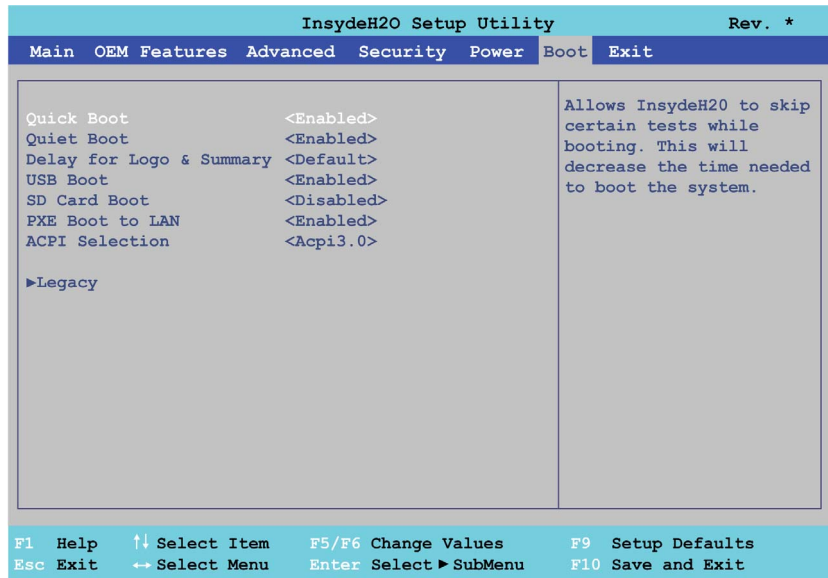 InsydeH2O Setup Utility Rev. *
Main OEM Features Advanced Security Power Boot Exit
Quick Boot <Enabled>
Quiet Boot <Enabled>
Delay for Logo & Summary <Default>
USB Boot <Enabled>
SD Card Boot <Disabled>
PXE Boot to LAN <Enabled>
ACPI Selection <Acpi3.0>
►Legacy
Allows InsydeH20 to skip
certain tests while
booting. This will
decrease the time needed
to boot the system.
F1 Help ↑↓ Select Item F5/F6 Change Values F9 Setup Defaults
Esc Exit ↔ Select Menu Enter Select ► SubMenu F10 Save and Exit